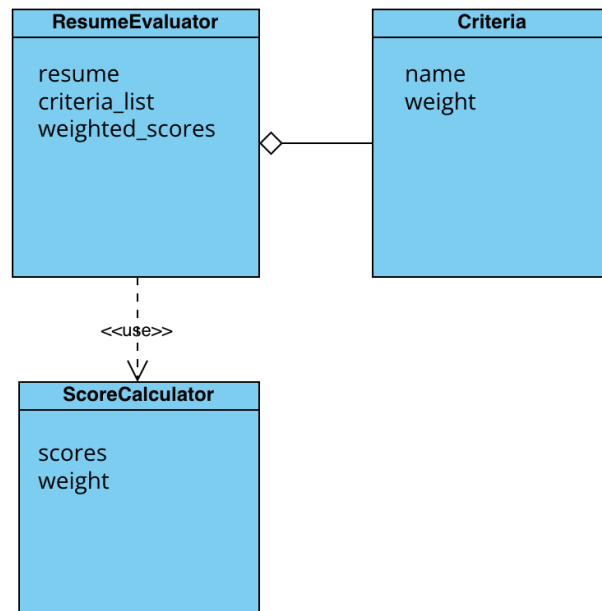 ResumeEvaluator
resume
criteria_list
weighted_scores
Criteria
name
weight
<<use>>
ScoreCalculator
scores
weight